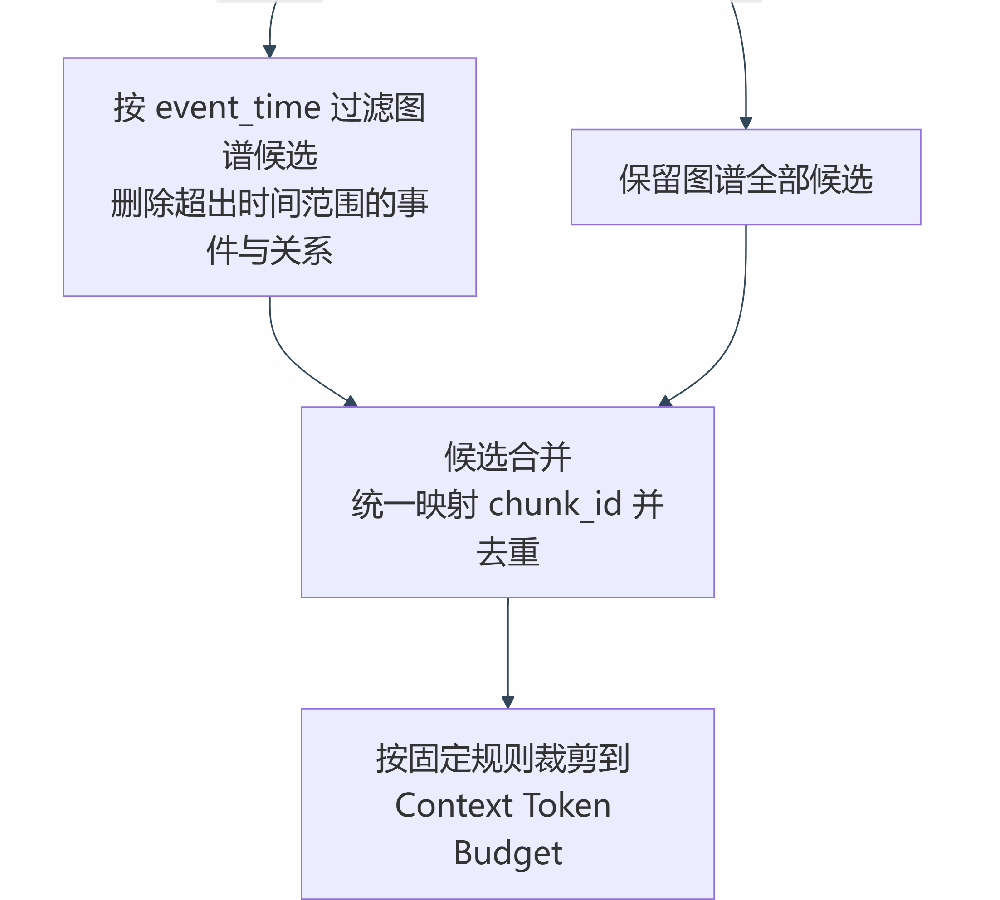 按 event_time 过滤图
谱候选
删除超出时间范围的事
件与关系
保留图谱全部候选
候选合并
统一映射 chunk_id 并
去重
按固定规则裁剪到
Context Token
Budget